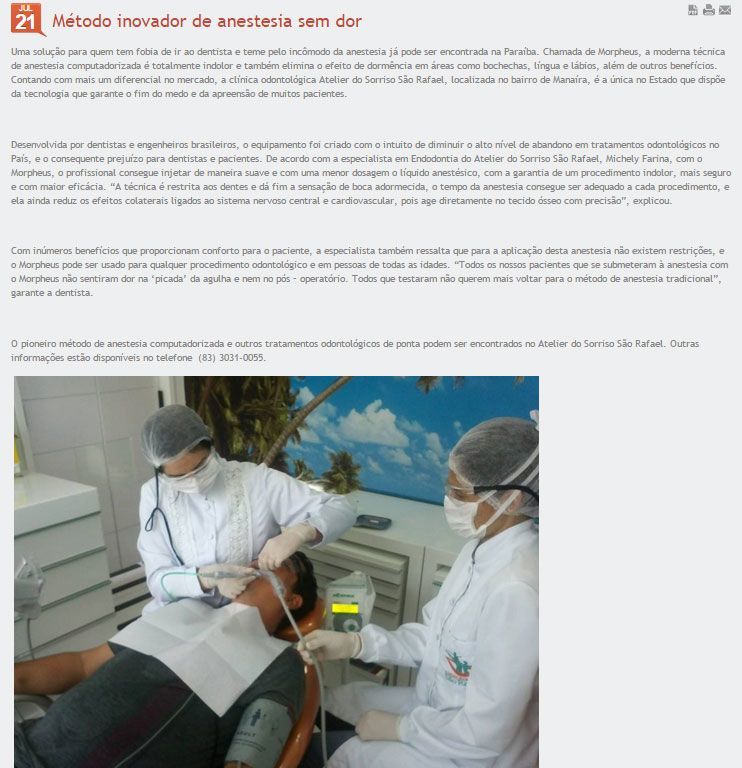 JUL
21
Método inovador de anestesia sem dor
Uma solução para quem tem fobia de ir ao dentista e teme pelo incômodo da anestesia já pode ser encontrada na Paraíba. Chamada de Morpheus, a moderna técnica
de anestesia computadorizada é totalmente indolor e também elimina o efeito de dormência em áreas como bochechas, língua e lábios, além de outros benefícios.
Contando com mais um diferencial no mercado, a clínica odontológica Atelier do Sorriso São Rafael, localizada no bairro de Manaíra, é a única no Estado que dispõe
da tecnologia que garante o fim do medo e da apreensão de muitos pacientes.
Desenvolvida por dentistas e engenheiros brasileiros, o equipamento foi criado com o intuito de diminuir o alto nível de abandono em tratamentos odontológicos no
País, e o consequente prejuízo para dentistas e pacientes. De acordo com a especialista em Endodontia do Atelier do Sorriso São Rafael, Michely Farina, com o
Morpheus, o profissional consegue injetar de maneira suave e com uma menor dosagem o líquido anestésico, com a garantia de um procedimento indolor, mais seguro
e com maior eficácia. “A técnica é restrita aos dentes e dá fim a sensação de boca adormecida, o tempo da anestesia consegue ser adequado a cada procedimento, e
ela ainda reduz os efeitos colaterais ligados ao sistema nervoso central e cardiovascular, pois age diretamente no tecido ósseo com precisão”, explicou.
Com inúmeros benefícios que proporcionam conforto para o paciente, a especialista também ressalta que para a aplicação desta anestesia não existem restrições, e
o Morpheus pode ser usado para qualquer procedimento odontológico e em pessoas de todas as idades. “Todos os nossos pacientes que se submeteram à anestesia com
o Morpheus não sentiram dor na ‘picada’ da agulha e nem no pós - operatório. Todos que testaram não querem mais voltar para o método de anestesia tradicional”,
garante a dentista.
O pioneiro método de anestesia computadorizada e outros tratamentos odontológicos de ponta podem ser encontrados no Atelier do Sorriso São Rafael. Outras
informações estão disponíveis no telefone (83) 3031-0055.
ADULT